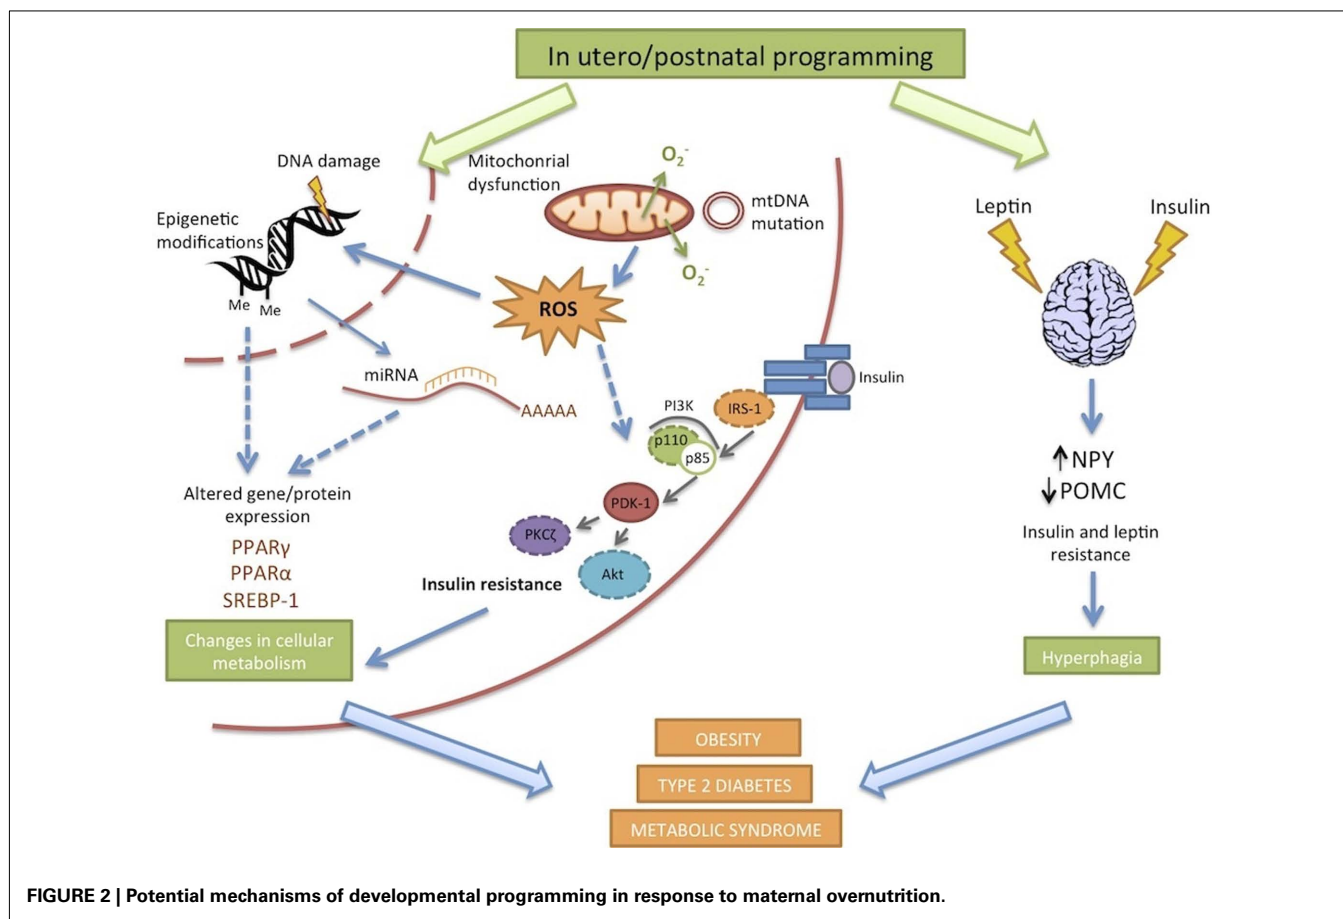 In utero/postnatal programming
DNA damage
Epigenetic
modifications
Me
Me
Mitochonrial
dysfunction
O2-
O2-
mtDNA
mutation
ROS
miRNA
AAAAA
Altered gene/protein
expression
PPARγ
PPARα
SREBP-1
Changes in cellular
metabolism
Insulin
IRS-1
PI3K
p110
p85
PDK-1
PKCζ
Akt
Insulin resistance
Leptin
Insulin
↑NPY
↓POMC
Insulin and leptin
resistance
Hyperphagia
OBESITY
TYPE 2 DIABETES
METABOLIC SYNDROME
FIGURE 2 | Potential mechanisms of developmental programming in response to maternal overnutrition.